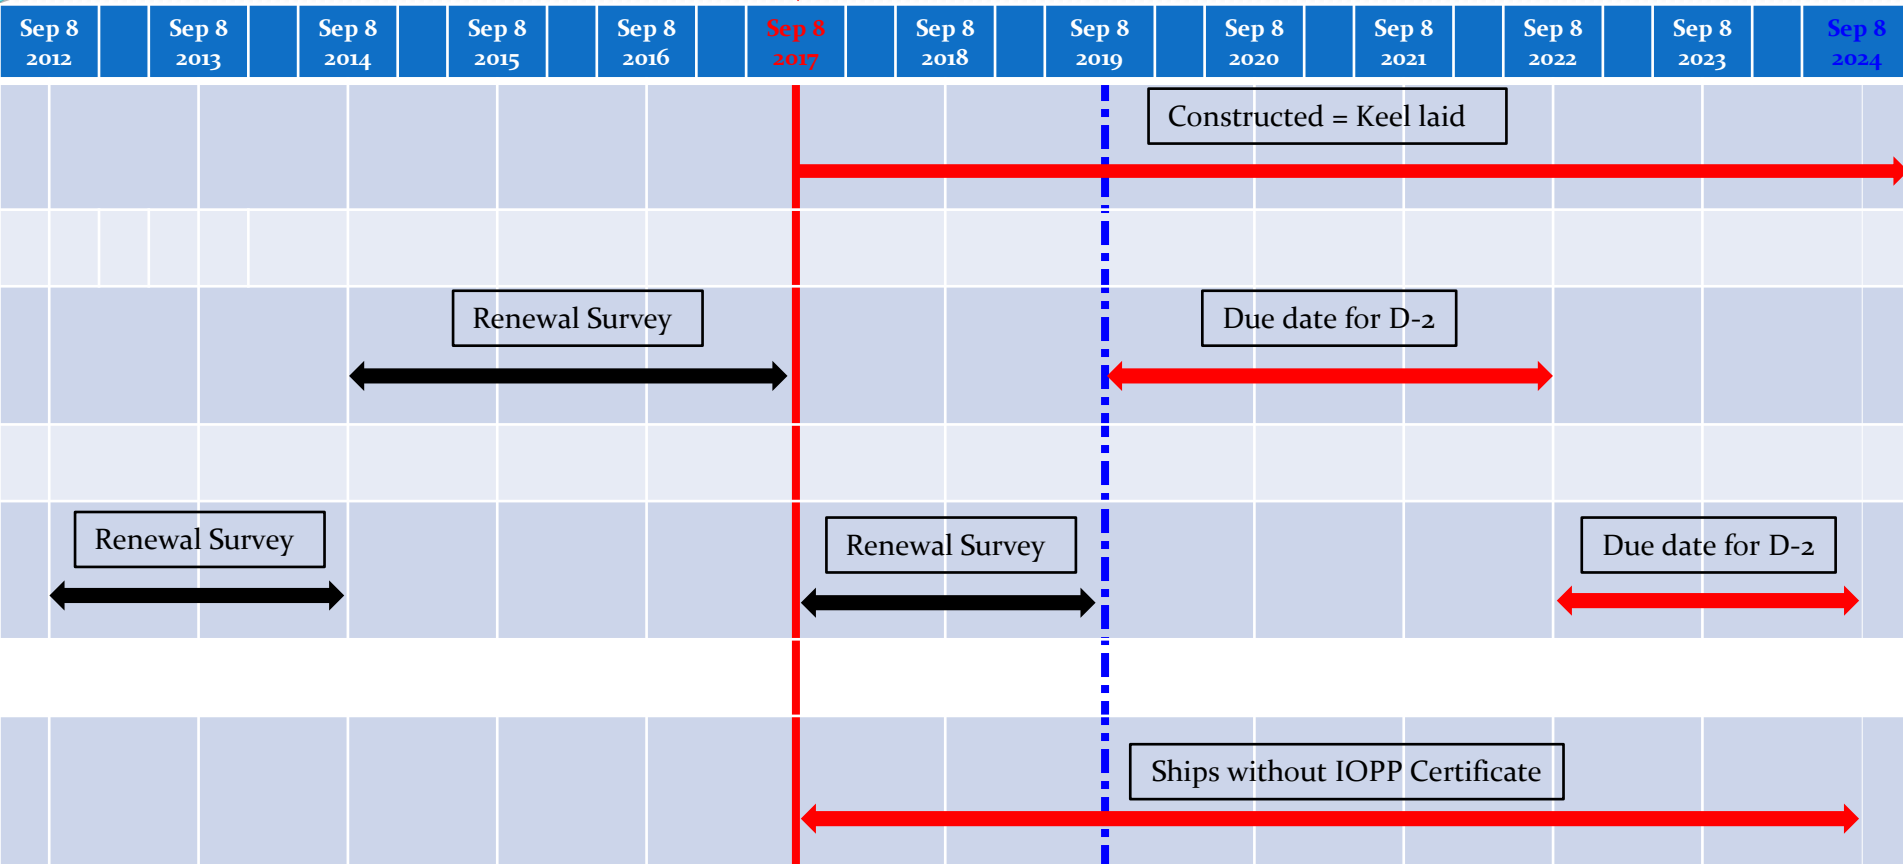 Sep 8 Sep 8 Sep 8 Sep 8 Sep 8 Sep 8 Sep 8 Sep 8 Sep 8 Sep 8 Sep 8 Sep 8 Sep 8
2012 2013 2014 2015 2016 2017 2018 2019 2020 2021 2022 2023 2024
Constructed = Keel laid
Renewal Survey
Due date for D-2
Renewal Survey
Renewal Survey
Due date for D-2
Ships without IOPP Certificate